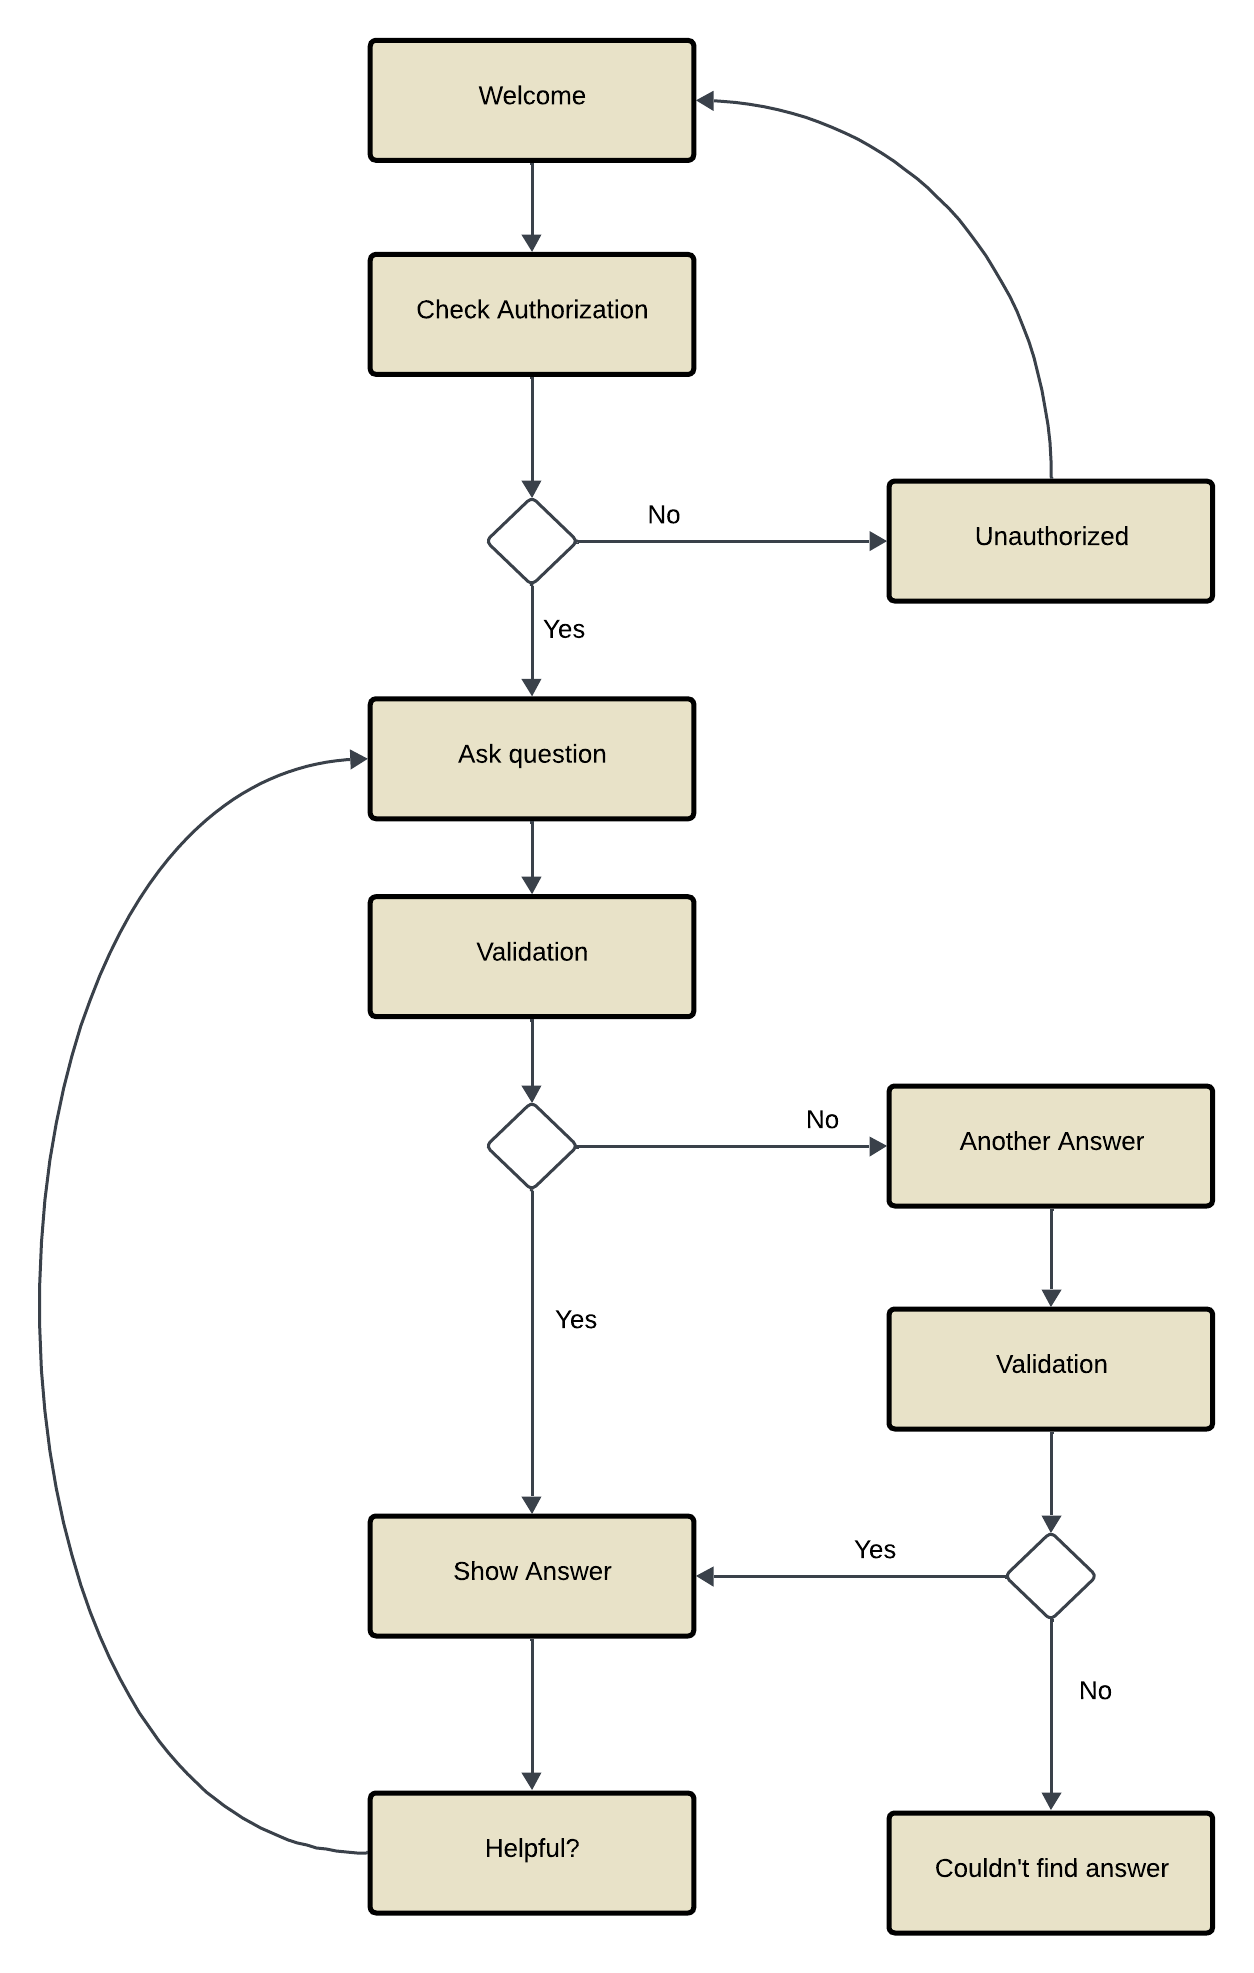 Welcome
Check Authorization
No
Unauthorized
Yes
Ask question
Validation
No
Another Answer
Yes
Validation
Yes
Show Answer
No
Helpful?
Couldn't find answer